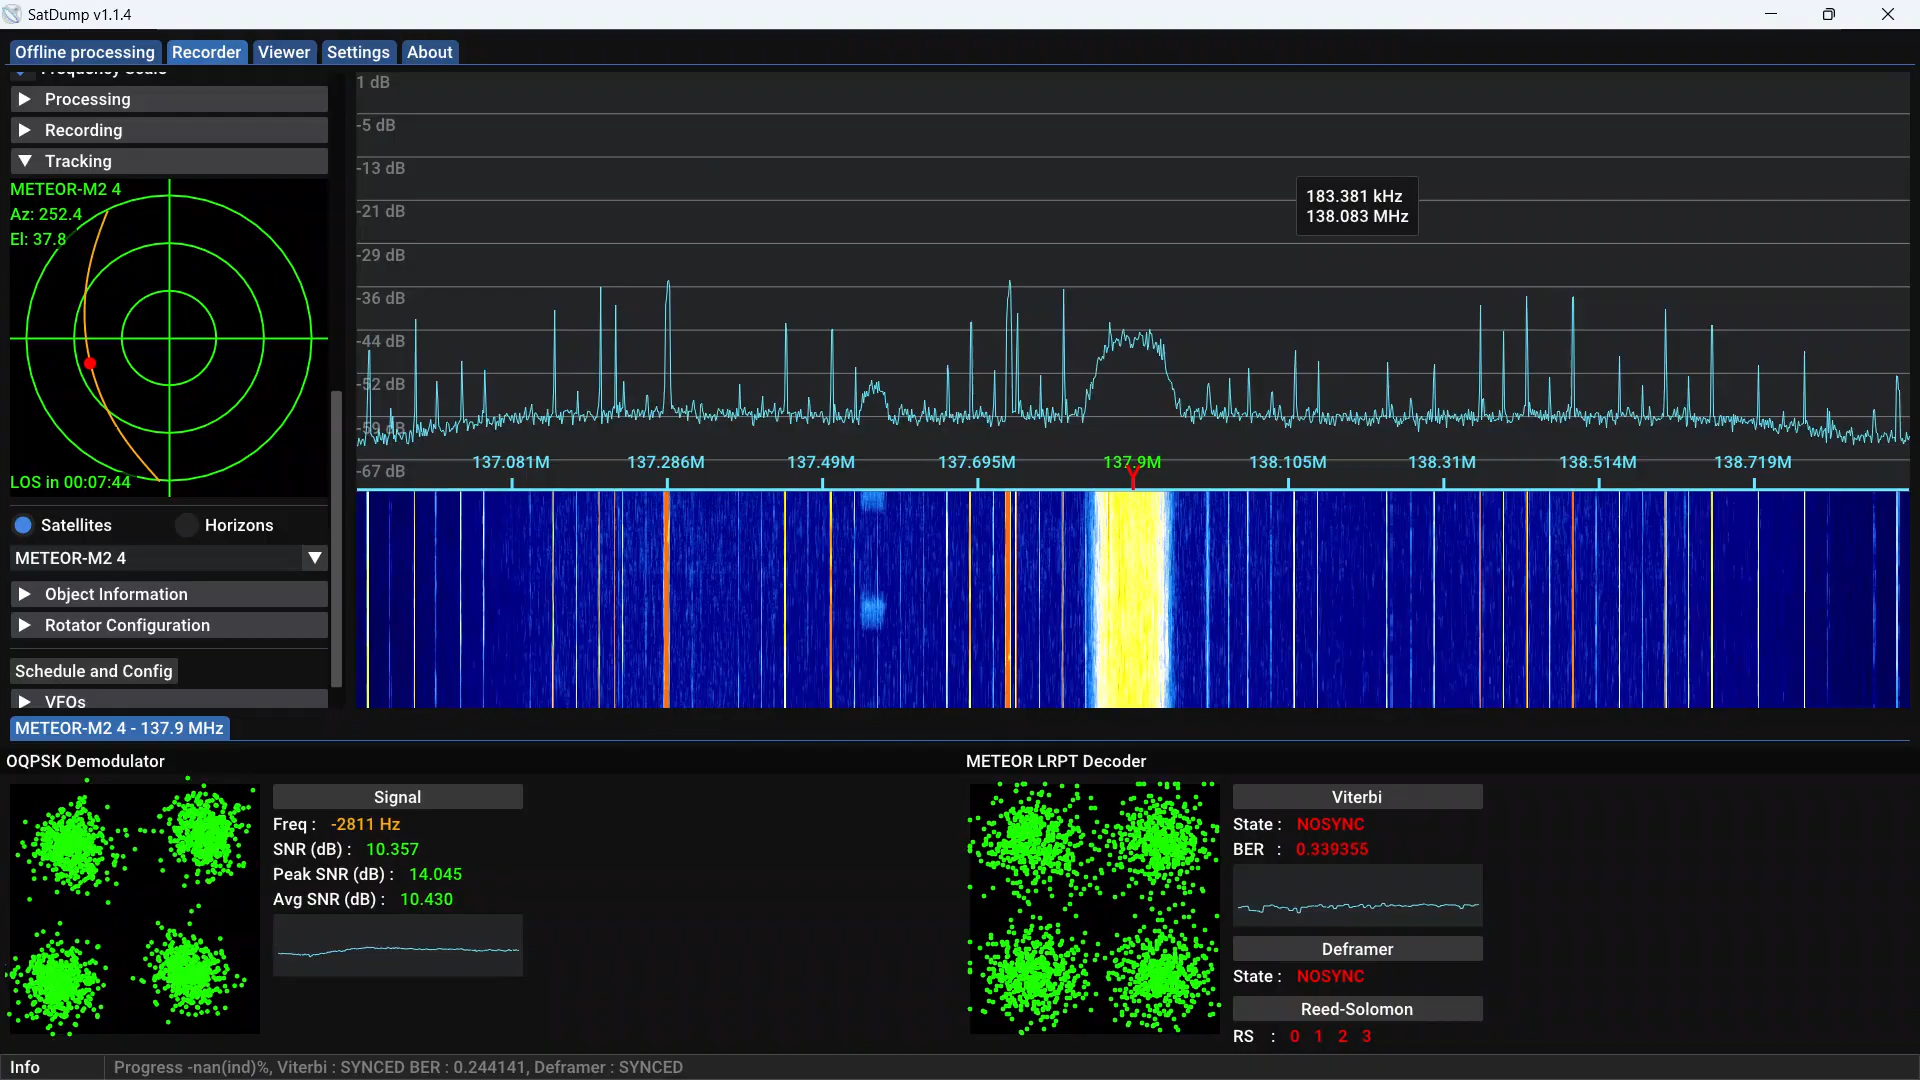 SatDump v1.1.4
Offline processing Recorder Viewer Settings About
Frequency Scale
Processing
Recording
Tracking
METEOR-M2 4
Az: 252.4
El: 37.8
LOS in 00:07:44
Satellites Horizons
METEOR-M2 4
Object Information
Rotator Configuration
Schedule and Config
VFOs
1 dB
-5 dB
-13 dB
-21 dB
-29 dB
-36 dB
-44 dB
-52 dB
-59 dB
-67 dB
183.381 kHz
138.083 MHz
137.081M 137.286M 137.49M 137.695M 137.9M 138.105M 138.31M 138.514M 138.719M
METEOR-M2 4 - 137.9 MHz
OQPSK Demodulator
Signal
Freq : -2811 Hz
SNR (dB) : 10.357
Peak SNR (dB) : 14.045
Avg SNR (dB) : 10.430
METEOR LRPT Decoder
Viterbi
State : NOSYNC
BER : 0.339355
Deframer
State : NOSYNC
Reed-Solomon
RS : 0 1 2 3
Info Progress -nan(ind)%, Viterbi : SYNCED BER : 0.244141, Deframer : SYNCED